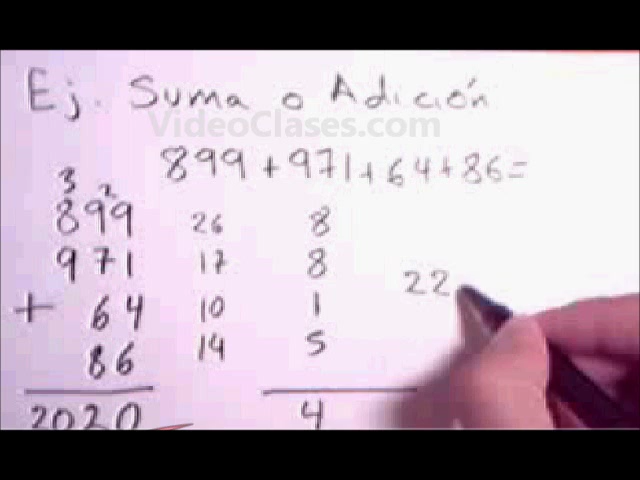 Ej. Suma o Adición
VideoClases.com
899+971+64+86=
3 2
899 26 8
971 17 8
22
+ 64 10 1
86 14 5
2020 4